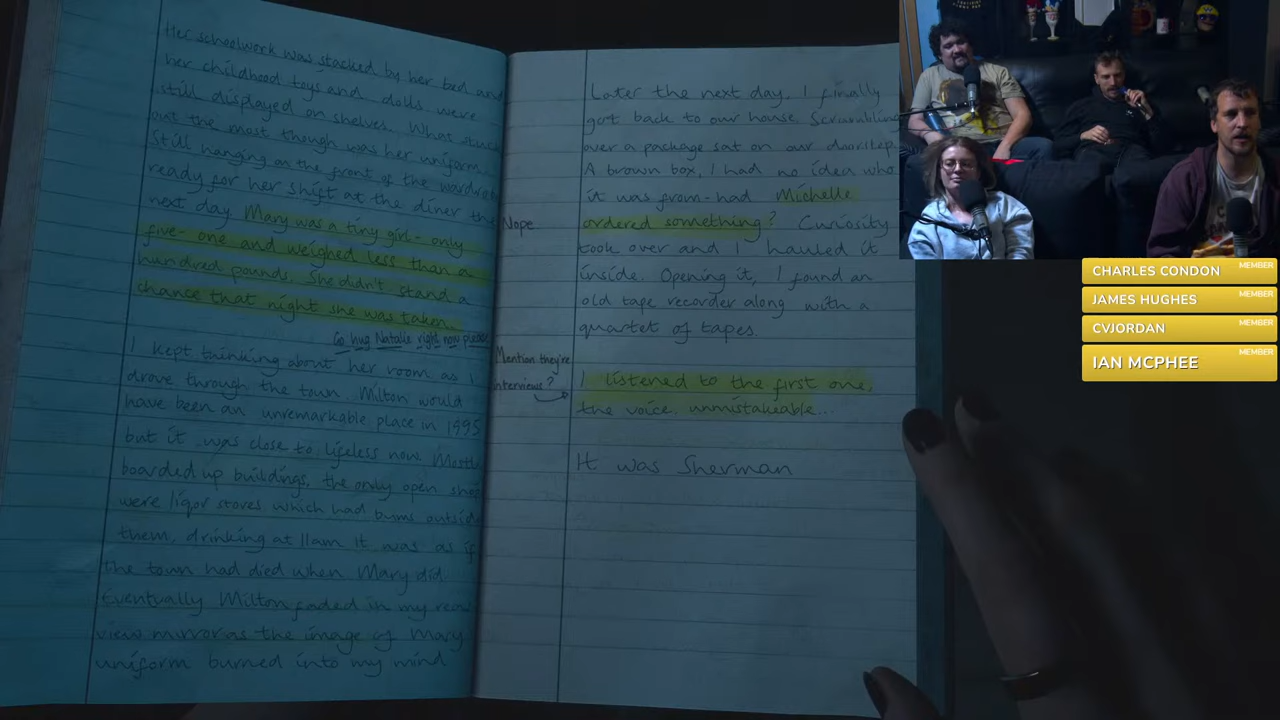 Her schoolwork was stacked by her bed and
her childhood toys and dolls were
still displayed on shelves. What stuck
out the most though was her uniform
Still hanging on the front of the wardrobe
ready for her shift at the diner the
next day Mary was a tiny girl - only
five-one and weighed less than a
hundred pounds. She didn't stand a
chance that night she was taken.
Go hug Natalie right now please
I kept thinking about her room as I
drove through the town. Milton would
have been an unremarkable place in 1995
but it was close to lifeless now. Mostly
boarded up buildings, the only open shops
were liqor stores which had bums outside
them, drinking at 11am It was as if
the town had died when Mary did
Eventually Milton faded in my rear
view mirror as the image of Mary
uniform burned into my mind
Later the next day, I finally
got back to our house. Scrambling
over a package sat on our doorstep.
A brown box, I had no idea who
it was from - had Michelle
Nope
ordered something? Curiosity
took over and I hauled it
inside. Opening it, I found an
old tape recorder along with a
quartet of tapes.
Mention they're
interviews?
I listened to the first one,
the voice, unmistakeable...
It was Sherman
CHARLES CONDON MEMBER
JAMES HUGHES MEMBER
CVJORDAN MEMBER
IAN MCPHEE MEMBER